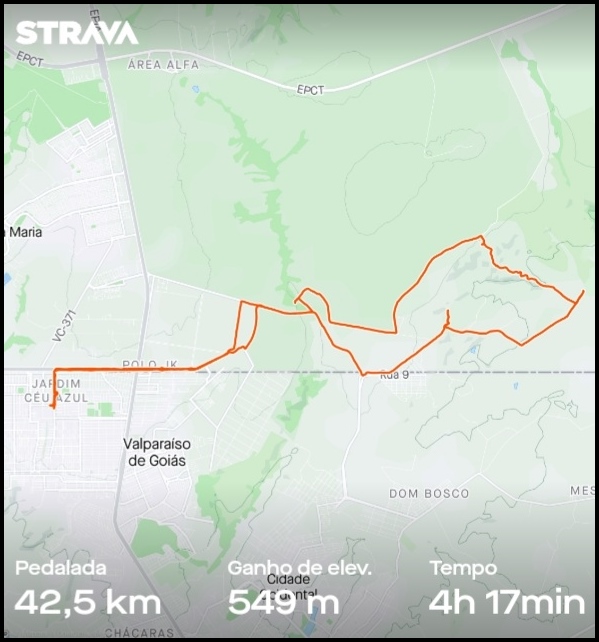 STRAVA
EPCT
EPCT
ÁREA ALFA
EPCT
Maria
VC-371
POLO JK
JARDIM
CÉU AZUL
Rua 9
Valparaíso
de Goiás
DOM BOSCO
MES
Pedalada
Ganho de elev.
Tempo
Cidade
Ocidental
42,5 km
549 m
4h 17min
CHÁCARAS